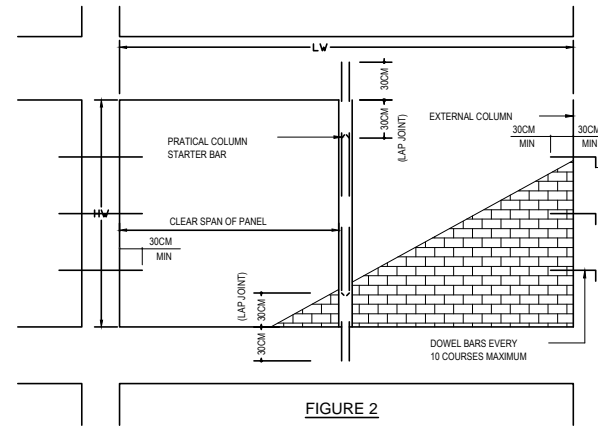 LW
30CM
30CM
(LAP JOINT)
EXTERNAL COLUMN
30CM
MIN
30CM
MIN
PRATICAL COLUMN
STARTER BAR
HW
CLEAR SPAN OF PANEL
30CM
MIN
(LAP JOINT)
30CM
30CM
DOWEL BARS EVERY
10 COURSES MAXIMUM
FIGURE 2